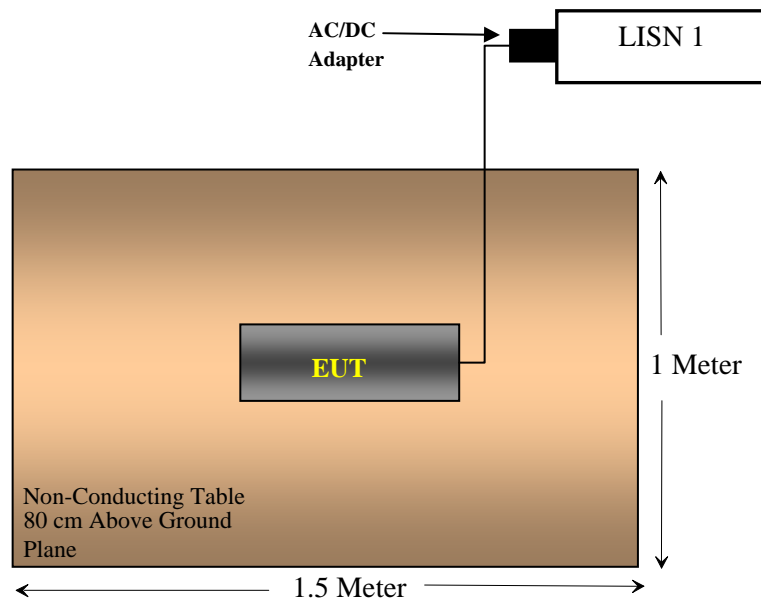 AC/DC
Adapter
LISN 1
EUT
1 Meter
Non-Conducting Table
80 cm Above Ground
Plane
1.5 Meter